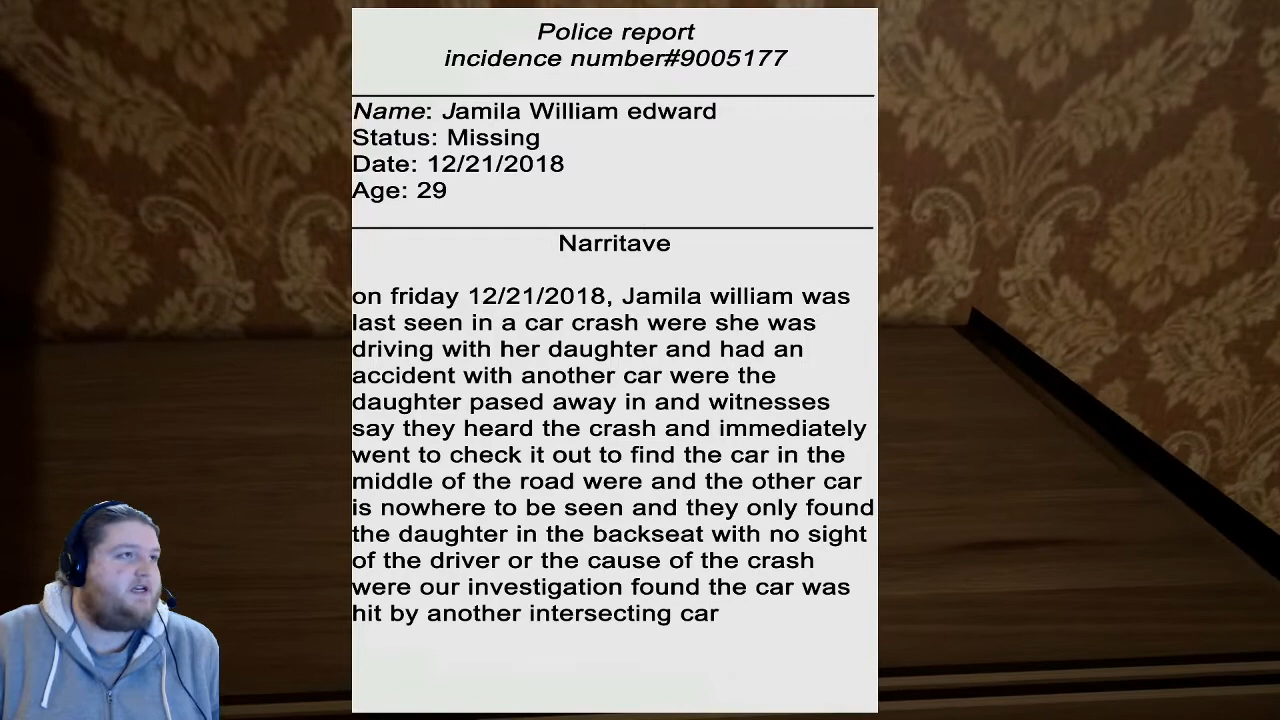 Police report
incidence number#9005177
Name: Jamila William edward
Status: Missing
Date: 12/21/2018
Age: 29
Narritave
on friday 12/21/2018, Jamila william was
last seen in a car crash were she was
driving with her daughter and had an
accident with another car were the
daughter pased away in and witnesses
say they heard the crash and immediately
went to check it out to find the car in the
middle of the road were and the other car
is nowhere to be seen and they only found
the daughter in the backseat with no sight
of the driver or the cause of the crash
were our investigation found the car was
hit by another intersecting car